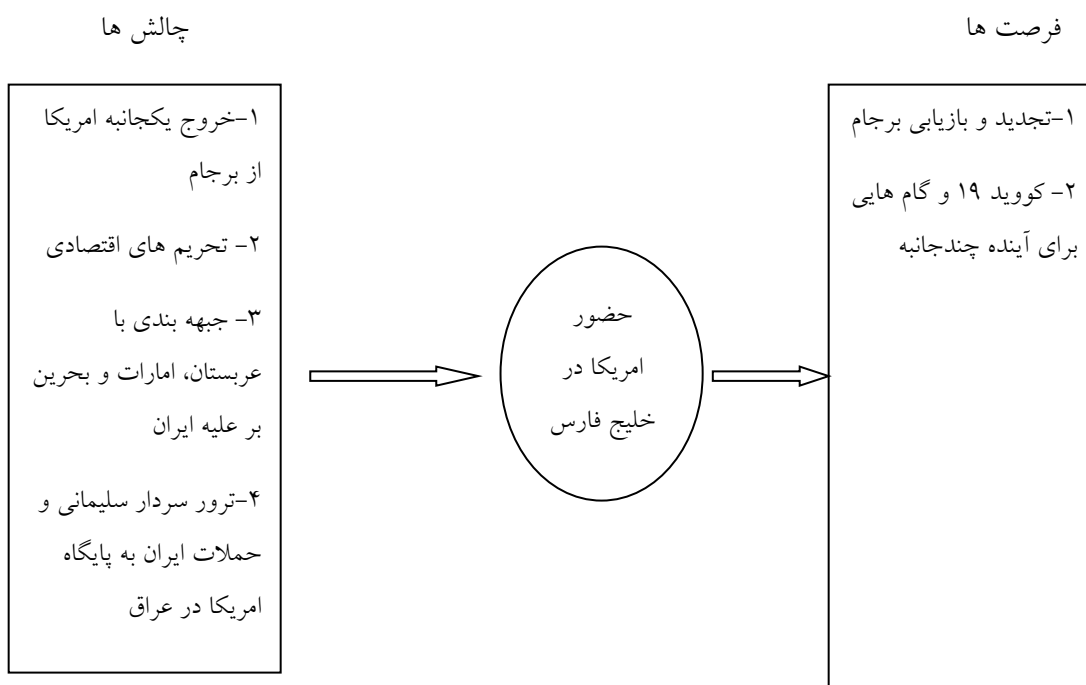 فرصت ها
۱-تجدید و بازیابی برجام
۲- کووید ۱۹ و گام هایی
برای آینده چندجانبه
حضور
امریکا در
خلیج فارس
چالش ها
۱-خروج یکجانبه امریکا
از برجام
۲- تحریم های اقتصادی
۳- جبهه بندی با
عربستان، امارات و بحرین
بر علیه ایران
۴-ترور سردار سلیمانی و
حملات ایران به پایگاه
امریکا در عراق